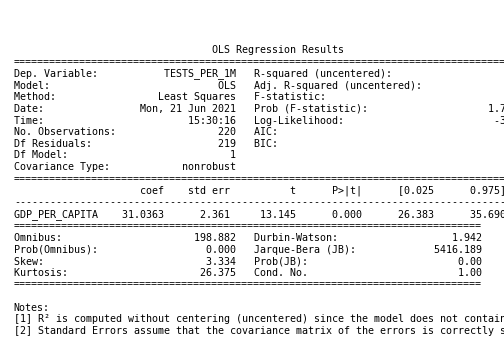 OLS Regression Results
==================================================================================
Dep. Variable: TESTS_PER_1M R-squared (uncentered):
Model: OLS Adj. R-squared (uncentered):
Method: Least Squares F-statistic:
Date: Mon, 21 Jun 2021 Prob (F-statistic): 1.7
Time: 15:30:16 Log-Likelihood: -3
No. Observations: 220 AIC:
Df Residuals: 219 BIC:
Df Model: 1
Covariance Type: nonrobust
==================================================================================
coef std err t P>|t| [0.025 0.975]
----------------------------------------------------------------------------------
GDP_PER_CAPITA 31.0363 2.361 13.145 0.000 26.383 35.690
==============================================================================
Omnibus: 198.882 Durbin-Watson: 1.942
Prob(Omnibus): 0.000 Jarque-Bera (JB): 5416.189
Skew: 3.334 Prob(JB): 0.00
Kurtosis: 26.375 Cond. No. 1.00
==============================================================================
Notes:
[1] R² is computed without centering (uncentered) since the model does not contain
[2] Standard Errors assume that the covariance matrix of the errors is correctly s